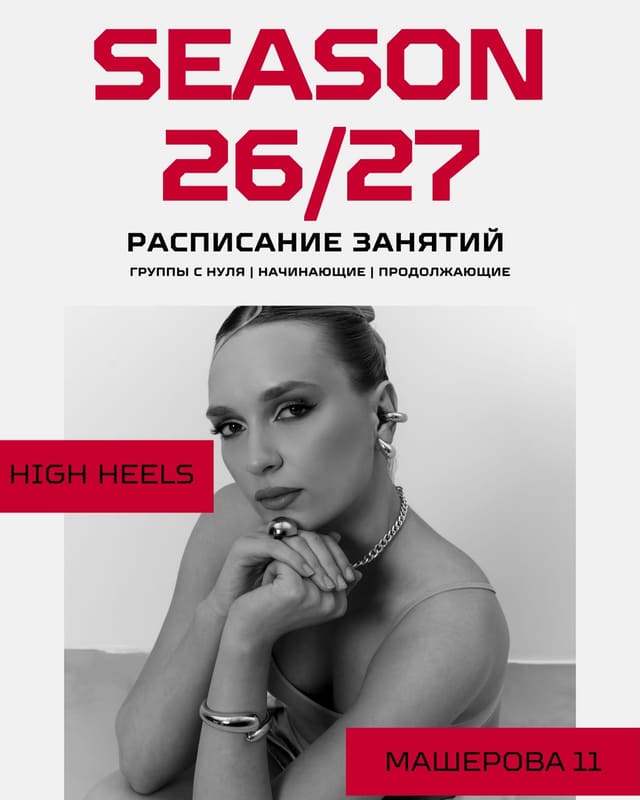 SEASON
26/27
РАСПИСАНИЕ ЗАНЯТИЙ
ГРУППЫ С НУЛЯ | НАЧИНАЮЩИЕ | ПРОДОЛЖАЮЩИЕ
HIGH HEELS
МАШЕРОВА 11